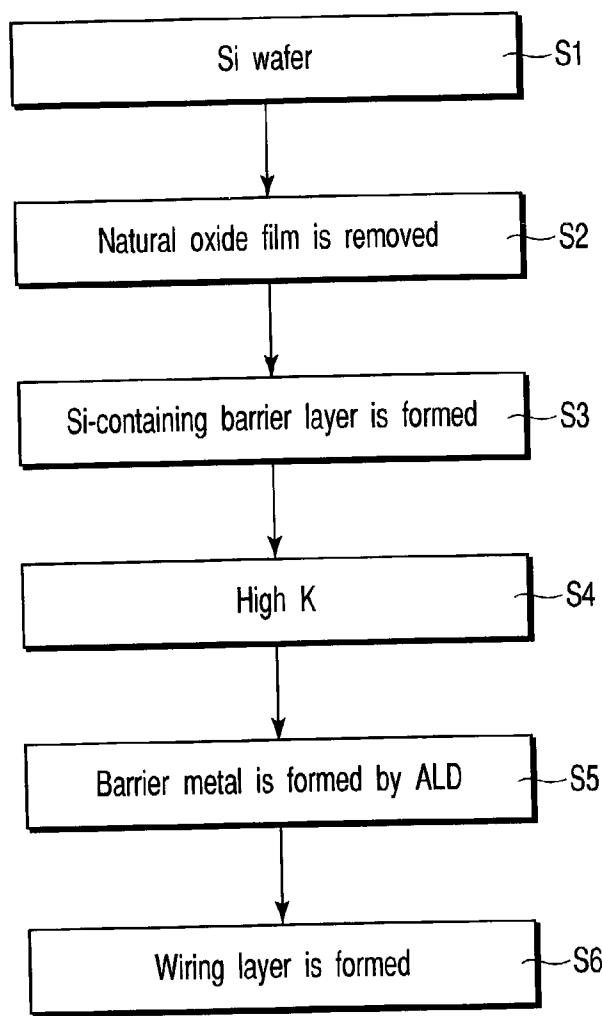 Si wafer S1
Natural oxide film is removed S2
Si-containing barrier layer is formed S3
High K S4
Barrier metal is formed by ALD S5
Wiring layer is formed S6